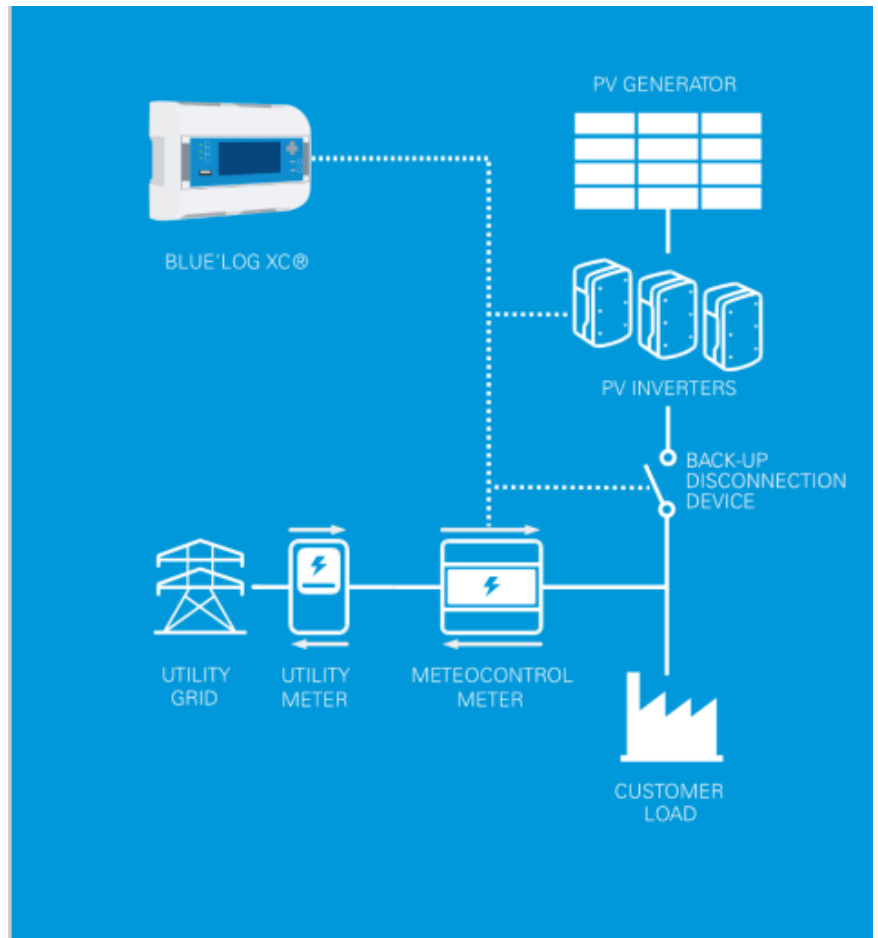 PV GENERATOR
BLUE'LOG XC®
PV INVERTERS
BACK-UP
DISCONNECTION
DEVICE
UTILITY
GRID
UTILITY
METER
METEOCONTROL
METER
CUSTOMER
LOAD